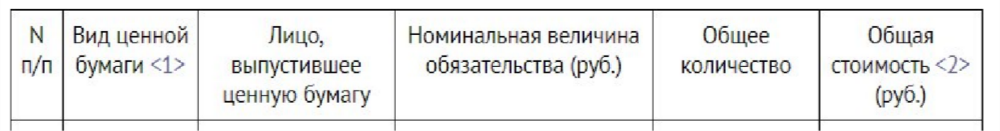 N
п/п
Вид ценной
бумаги <1>
Лицо,
выпустившее
ценную бумагу
Номинальная величина
обязательства (руб.)
Общее
количество
Общая
стоимость <2>
(руб.)